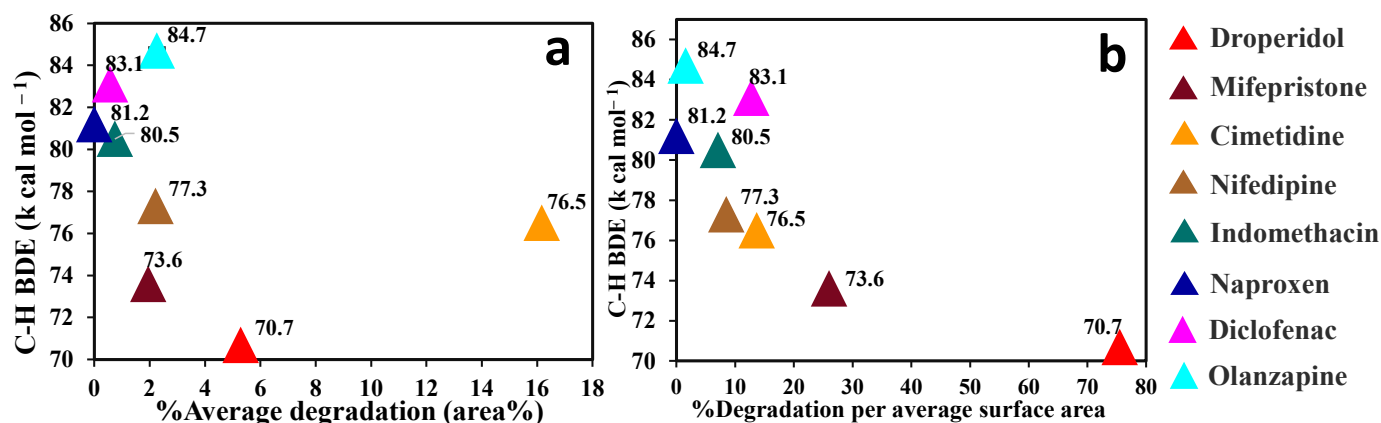 a
C-H BDE (k cal mol⁻¹)
86
84
82
80
78
76
74
72
70
84.7
83.1
81.2
80.5
77.3
76.5
73.6
70.7
0 2 4 6 8 10 12 14 16 18
%Average degradation (area%)
b
C-H BDE (k cal mol⁻¹)
86
84
82
80
78
76
74
72
70
84.7
83.1
81.2
80.5
77.3
76.5
73.6
70.7
0 10 20 30 40 50 60 70 80
%Degradation per average surface area
Droperidol
Mifepristone
Cimetidine
Nifedipine
Indomethacin
Naproxen
Diclofenac
Olanzapine